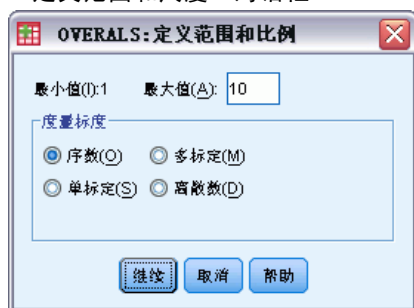 OVERALS:定义范围和比例
最小值(I):1 最大值(A): 10
度量标度
序数(O) 多标定(M)
单标定(S) 离散数(D)
继续 取消 帮助